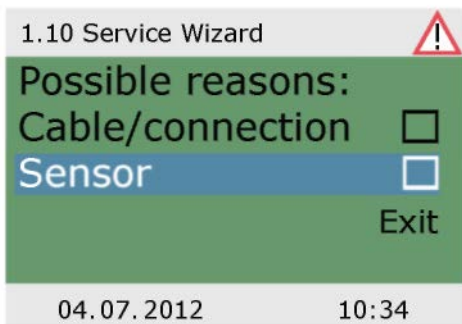 1.10 Service Wizard
Possible reasons:
Cable/connection
Sensor
Exit
04.07.2012 10:34